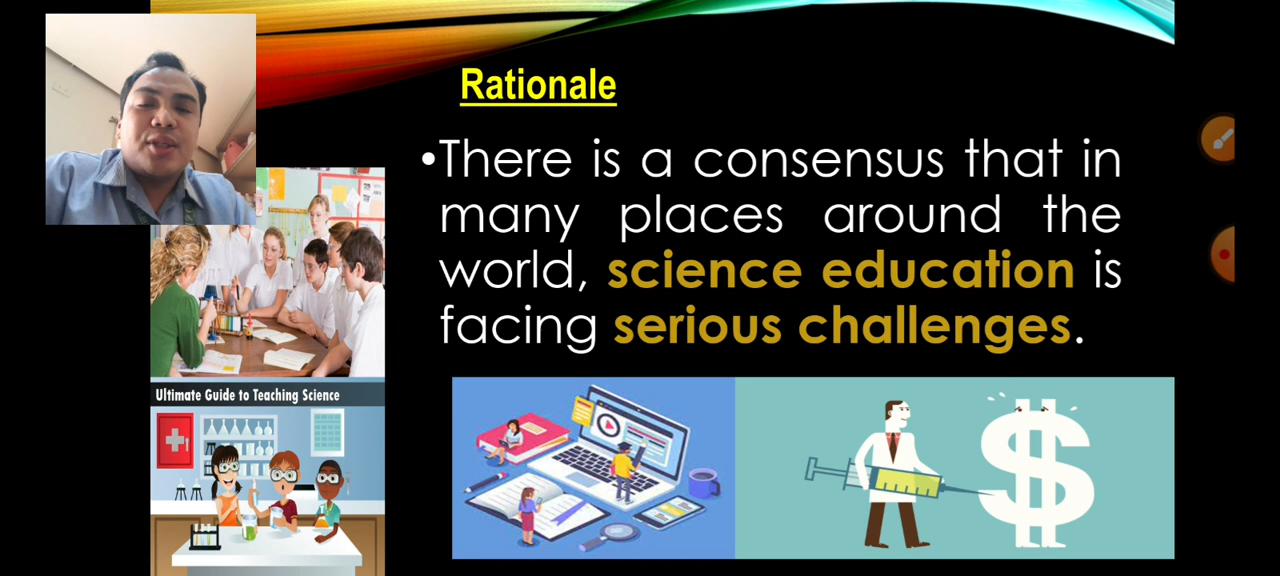 Rationale
•There is a consensus that in
many places around the
world, science education is
facing serious challenges.
Ultimate Guide to Teaching Science
$